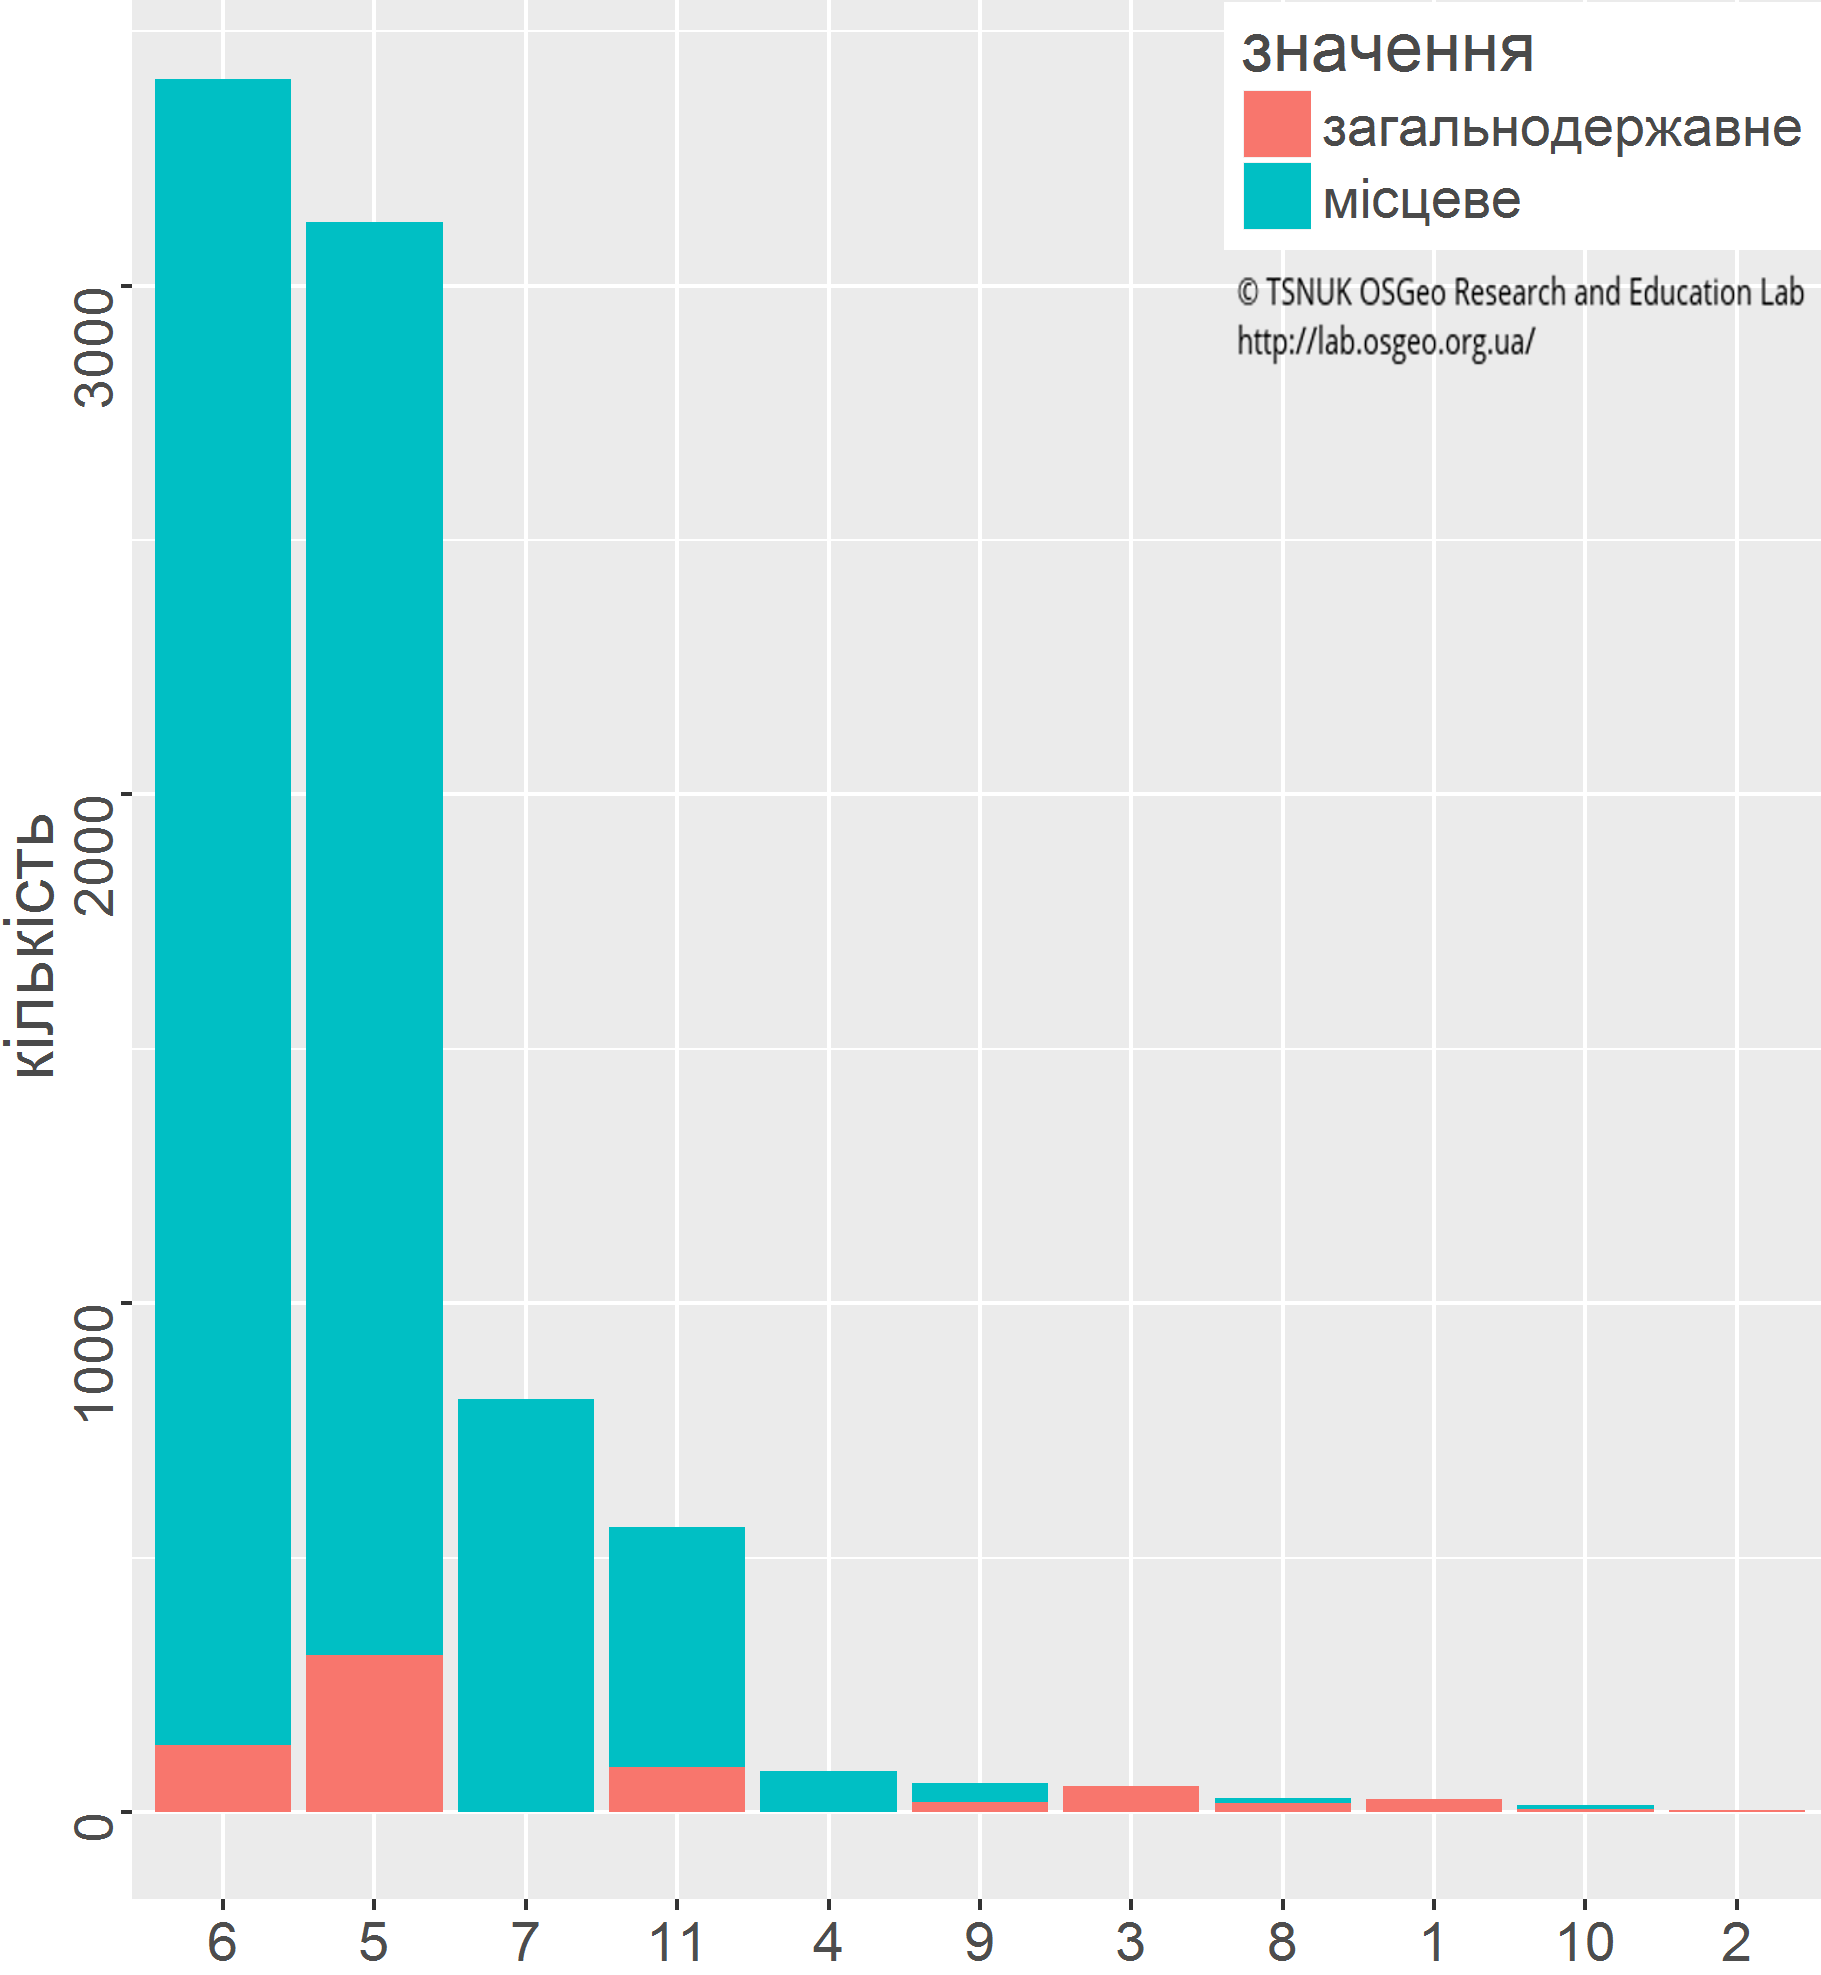 значення
загальнодержавне
місцеве
© TSNUK OSGeo Research and Education Lab
http://lab.osgeo.org.ua/
кількість
3000
2000
1000
0
6 5 7 11 4 9 3 8 1 10 2